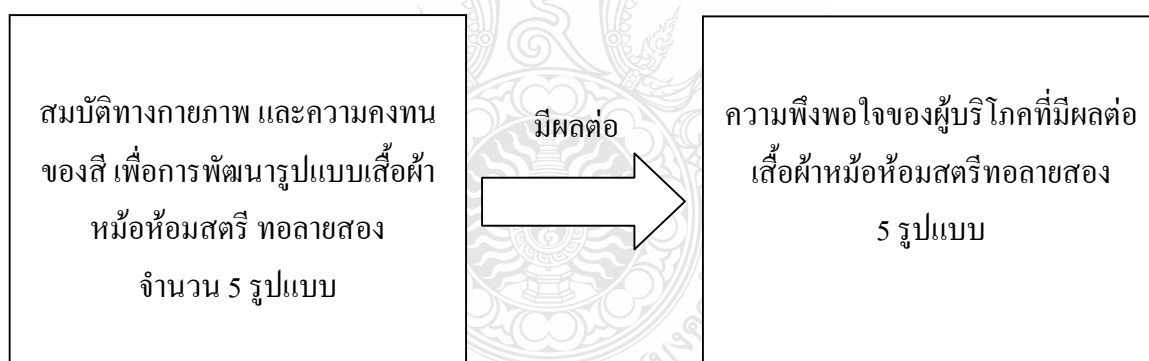 สมบัติทางกายภาพ และความคงทน
ของสี เพื่อการพัฒนารูปแบบเสื้อผ้า
หม้อห้อมสตรี ทอลายสอง
จำนวน 5 รูปแบบ
มีผลต่อ
ความพึงพอใจของผู้บริโภคที่มีผลต่อ
เสื้อผ้าหม้อห้อมสตรีทอลายสอง
5 รูปแบบ